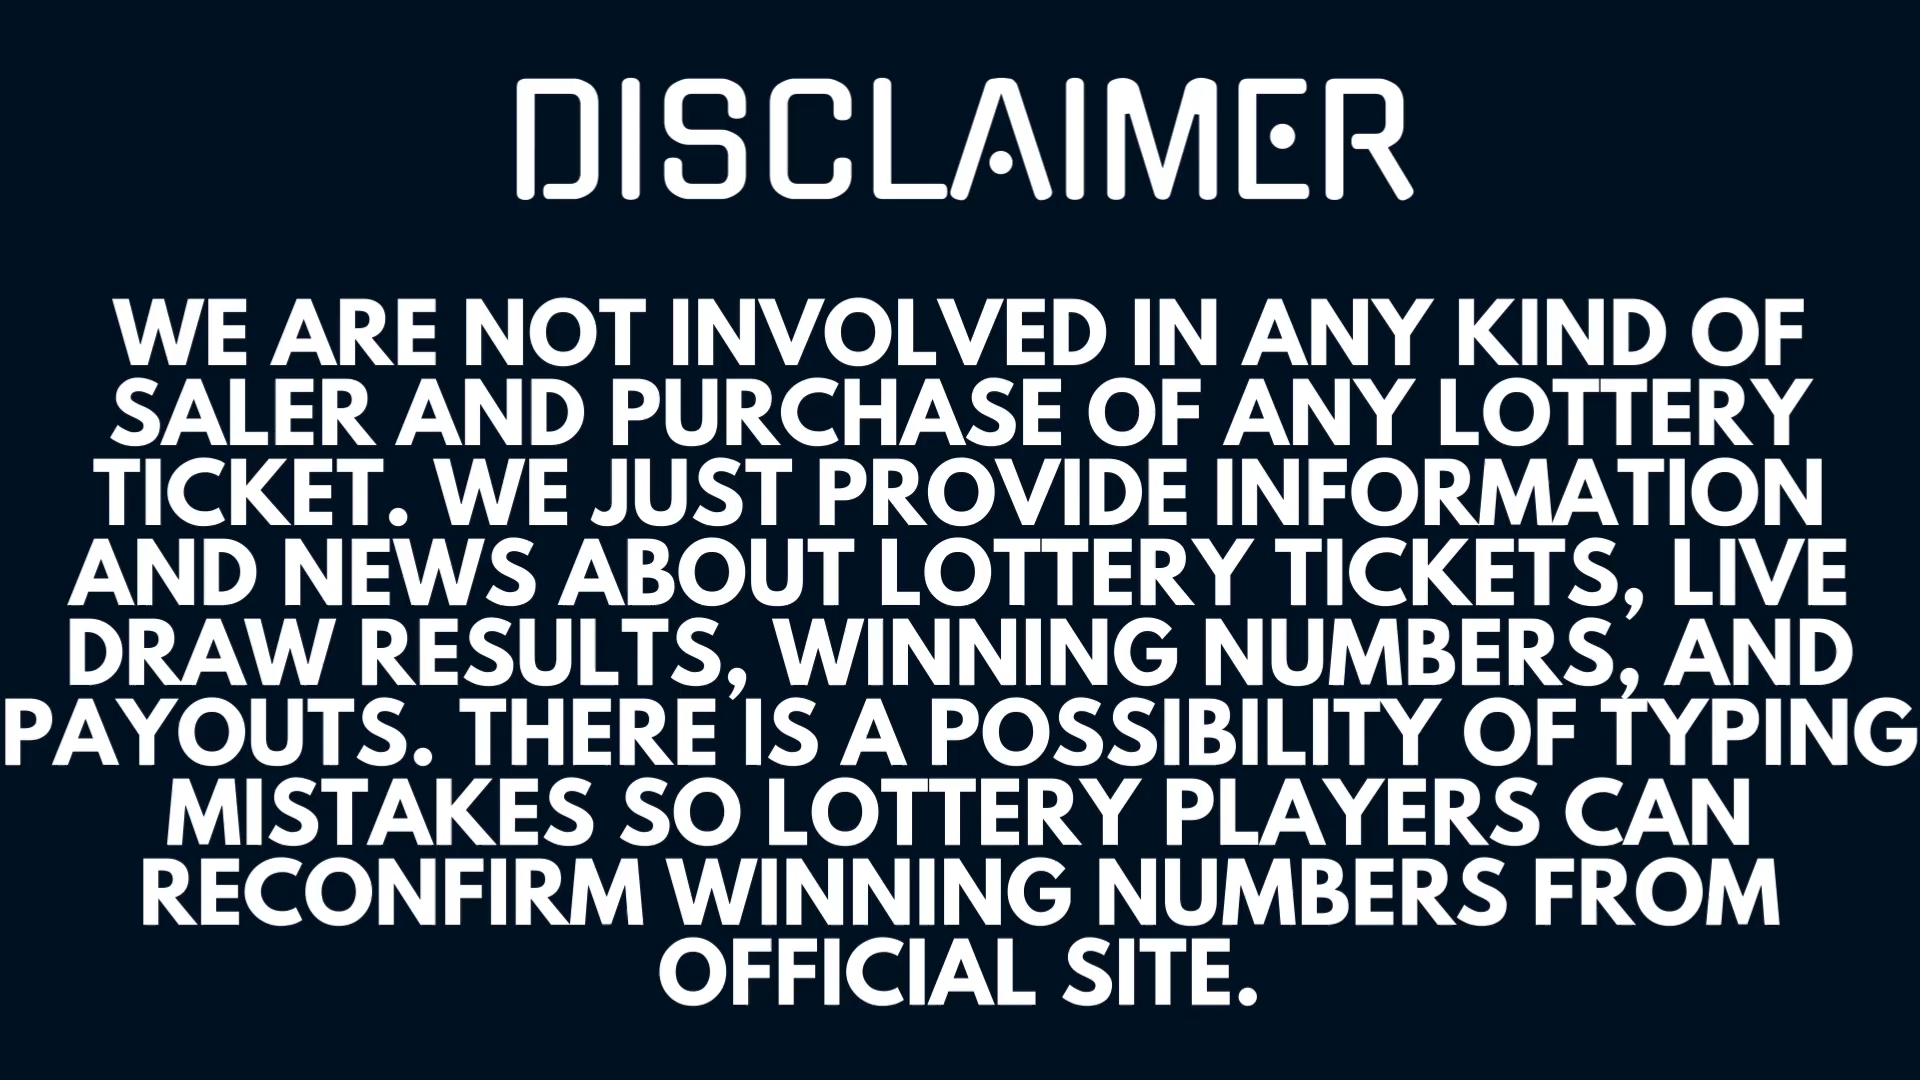 DISCLAIMER
WE ARE NOT INVOLVED IN ANY KIND OF
SALER AND PURCHASE OF ANY LOTTERY
TICKET. WE JUST PROVIDE INFORMATION
AND NEWS ABOUT LOTTERY TICKETS, LIVE
DRAW RESULTS, WINNING NUMBERS, AND
PAYOUTS. THERE IS A POSSIBILITY OF TYPING
MISTAKES SO LOTTERY PLAYERS CAN
RECONFIRM WINNING NUMBERS FROM
OFFICIAL SITE.